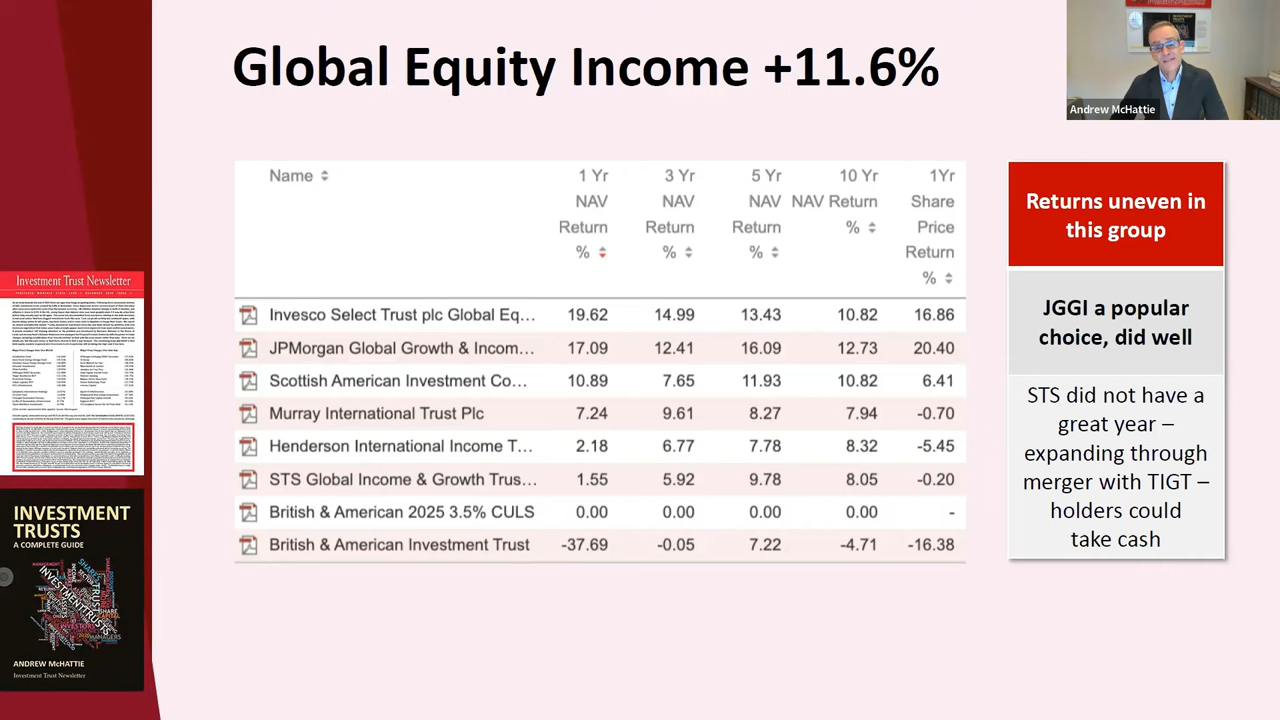 Global Equity Income +11.6%
Andrew McHattie
Name 1 Yr NAV Return % 3 Yr NAV Return % 5 Yr NAV Return % 10 Yr NAV Return % 1Yr Share Price Return %
Invesco Select Trust plc Global Eq… 19.62 14.99 13.43 10.82 16.86
JPMorgan Global Growth & Incom… 17.09 12.41 16.09 12.73 20.40
Scottish American Investment Co… 10.89 7.65 11.93 10.82 6.41
Murray International Trust Plc 7.24 9.61 8.27 7.94 -0.70
Henderson International Income T… 2.18 6.77 7.78 8.32 -5.45
STS Global Income & Growth Trus… 1.55 5.92 9.78 8.05 -0.20
British & American 2025 3.5% CULS 0.00 0.00 0.00 0.00 -
British & American Investment Trust -37.69 -0.05 7.22 -4.71 -16.38
Returns uneven in
this group
JGGI a popular
choice, did well
STS did not have a
great year –
expanding through
merger with TIGT –
holders could
take cash
Investment Trust Newsletter
INVESTMENT
TRUSTS
A COMPLETE GUIDE
ANDREW McHATTIE
Investment Trust Newsletter